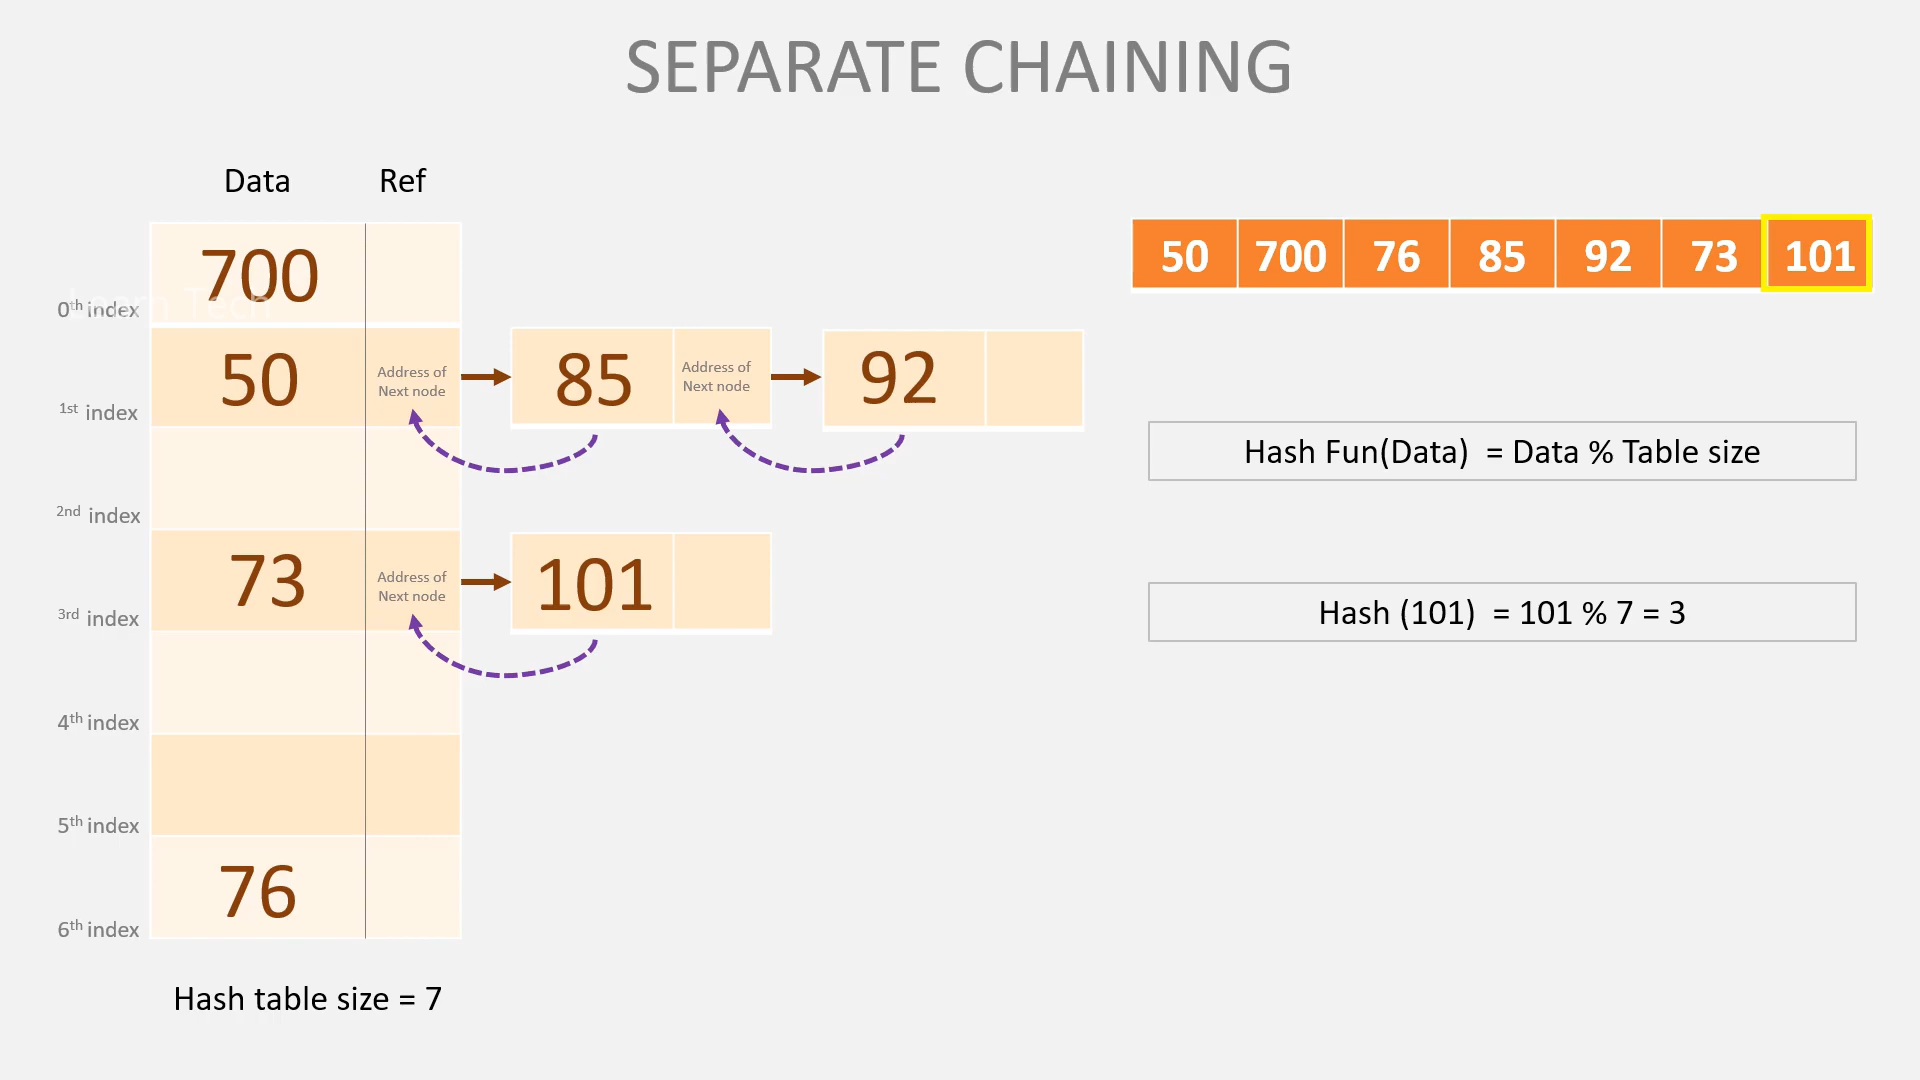 SEPARATE CHAINING
Data Ref
50 700 76 85 92 73 101
700
0th index
Learn Tech
50 Address of Next node 85 Address of Next node 92
1st index
Hash Fun(Data) = Data % Table size
2nd index
73 Address of Next node 101
3rd index
Hash (101) = 101 % 7 = 3
4th index
5th index
76
6th index
Hash table size = 7